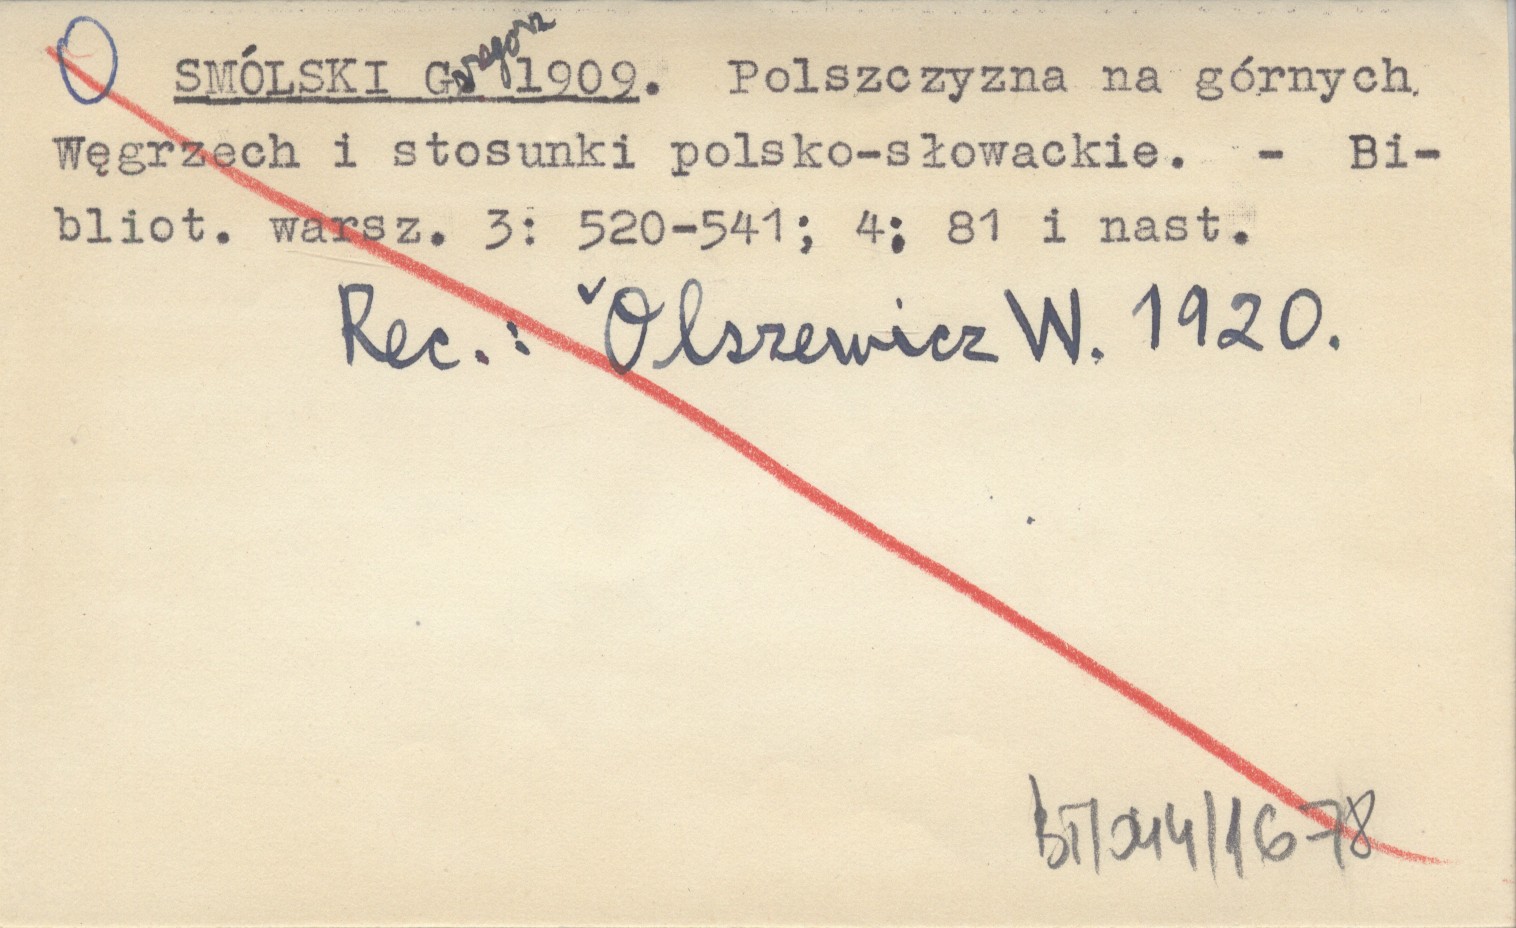 SMÓLSKI Grzegorz 1909. Polszczyzna na górnych
Węgrzech i stosunki polsko-słowackie. - Bi-
bliot. warsz. 3: 520-541; 4; 81 i nast.
Rec.: ˇOlszewicz W. 1920.